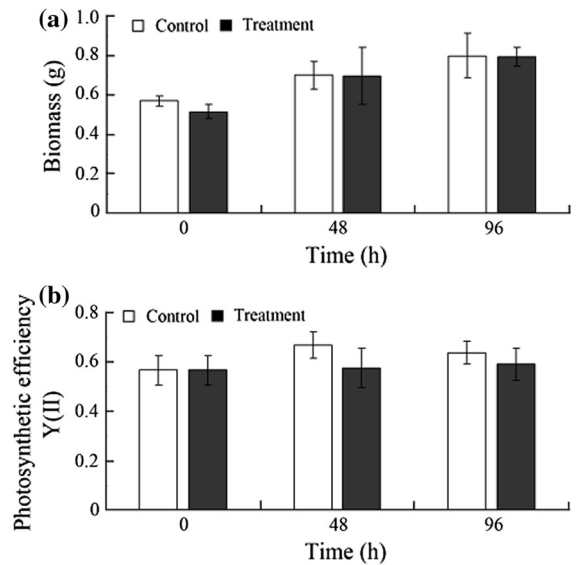 (a)
1.0
Control Treatment
0.8
0.6
0.4
0.2
0
Biomass (g)
0 48 96
Time (h)
(b)
0.8
Control Treatment
0.6
0.4
0.2
0
Photosynthetic efficiency
Y(II)
0 48 96
Time (h)